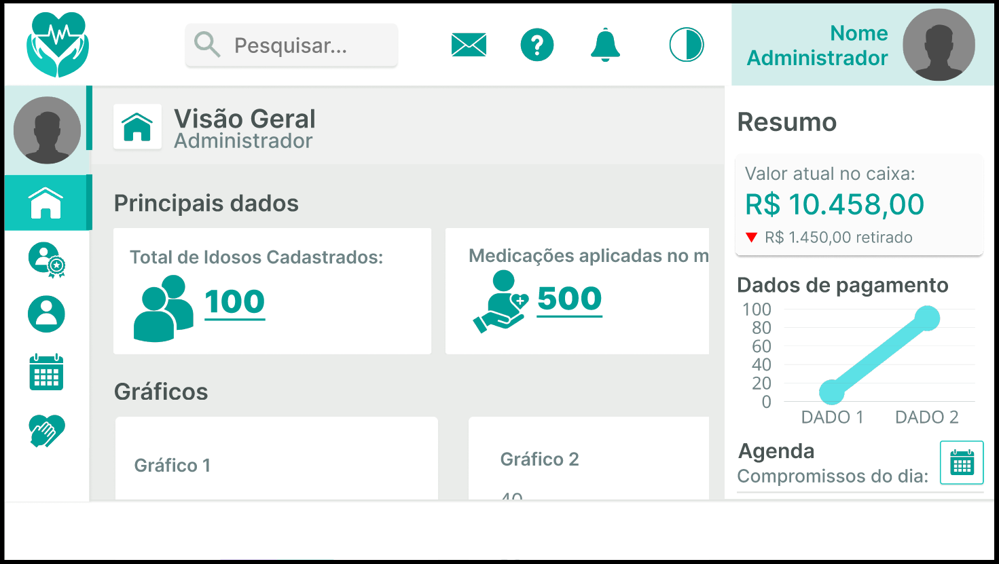 Pesquisar...
?
Nome
Administrador
Visão Geral
Administrador
Principais dados
Total de Idosos Cadastrados:
100
Medicações aplicadas no m
500
Gráficos
Gráfico 1
Gráfico 2
40
Resumo
Valor atual no caixa:
R$ 10.458,00
R$ 1.450,00 retirado
Dados de pagamento
100
80
60
40
20
0
DADO 1 DADO 2
Agenda
Compromissos do dia: